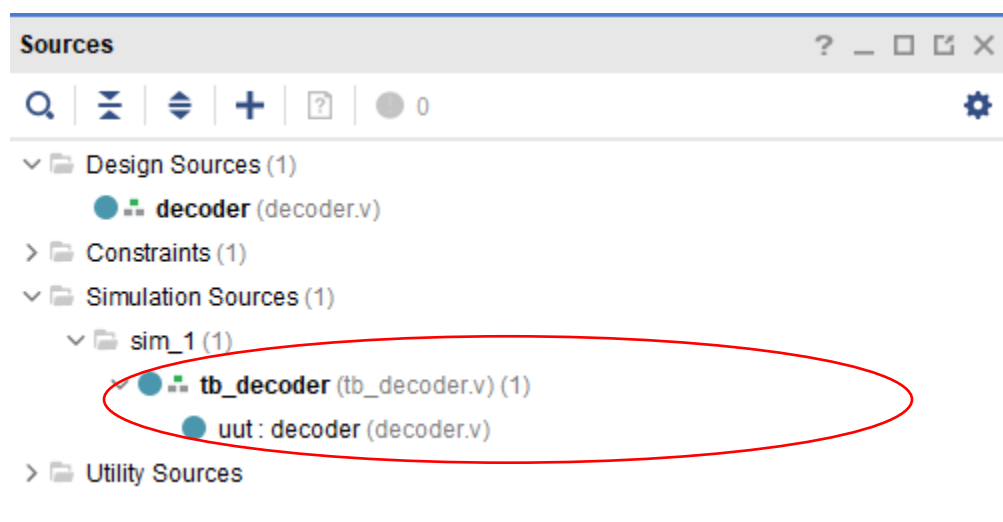 Sources
0
Design Sources (1)
decoder (decoder.v)
Constraints (1)
Simulation Sources (1)
sim_1 (1)
tb_decoder (tb_decoder.v) (1)
uut : decoder (decoder.v)
Utility Sources